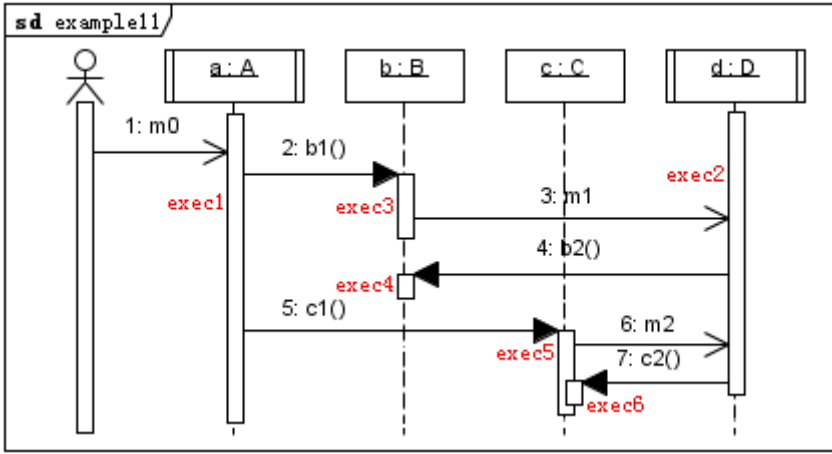 sd example11
a : A
b : B
c : C
d : D
1: m0
2: b1()
exec2
exec1
exec3
3: m1
4: b2()
exec4
5: c1()
6: m2
exec5
7: c2()
exec6